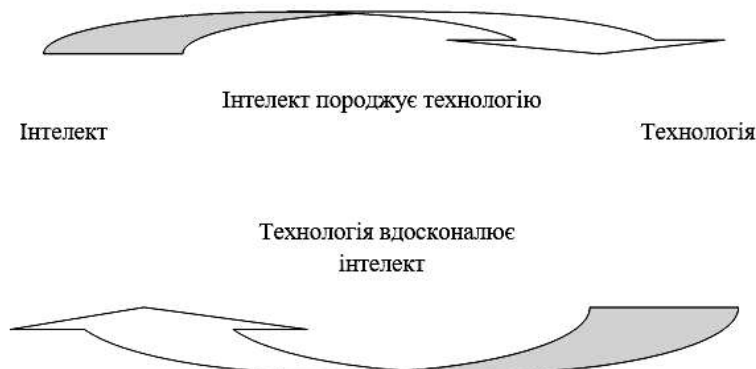 Інтелект породжує технологію
Інтелект
Технологія
Технологія вдосконалює
інтелект